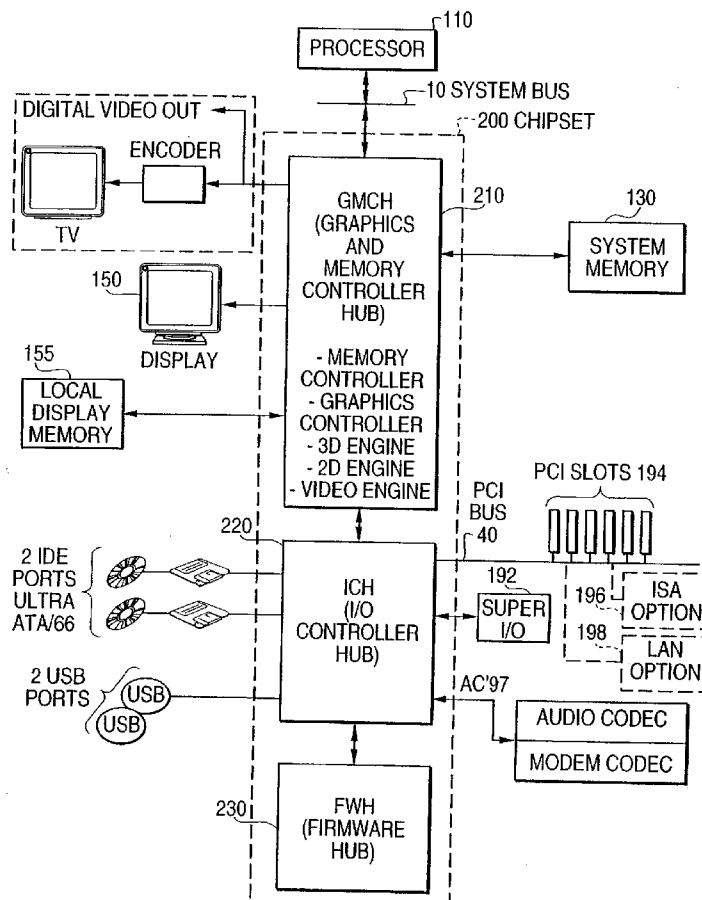 110
PROCESSOR
10 SYSTEM BUS
200 CHIPSET
DIGITAL VIDEO OUT
ENCODER
TV
GMCH
(GRAPHICS
AND
MEMORY
CONTROLLER
HUB)
- MEMORY
CONTROLLER
- GRAPHICS
CONTROLLER
- 3D ENGINE
- 2D ENGINE
- VIDEO ENGINE
210
130
SYSTEM
MEMORY
150
DISPLAY
155
LOCAL
DISPLAY
MEMORY
PCI SLOTS 194
PCI
BUS
40
220
2 IDE
PORTS
ULTRA
ATA/66
ICH
(I/O
CONTROLLER
HUB)
192
SUPER
I/O
196
ISA
OPTION
198
LAN
OPTION
2 USB
PORTS
USB
USB
AC'97
AUDIO CODEC
MODEM CODEC
230
FWH
(FIRMWARE
HUB)